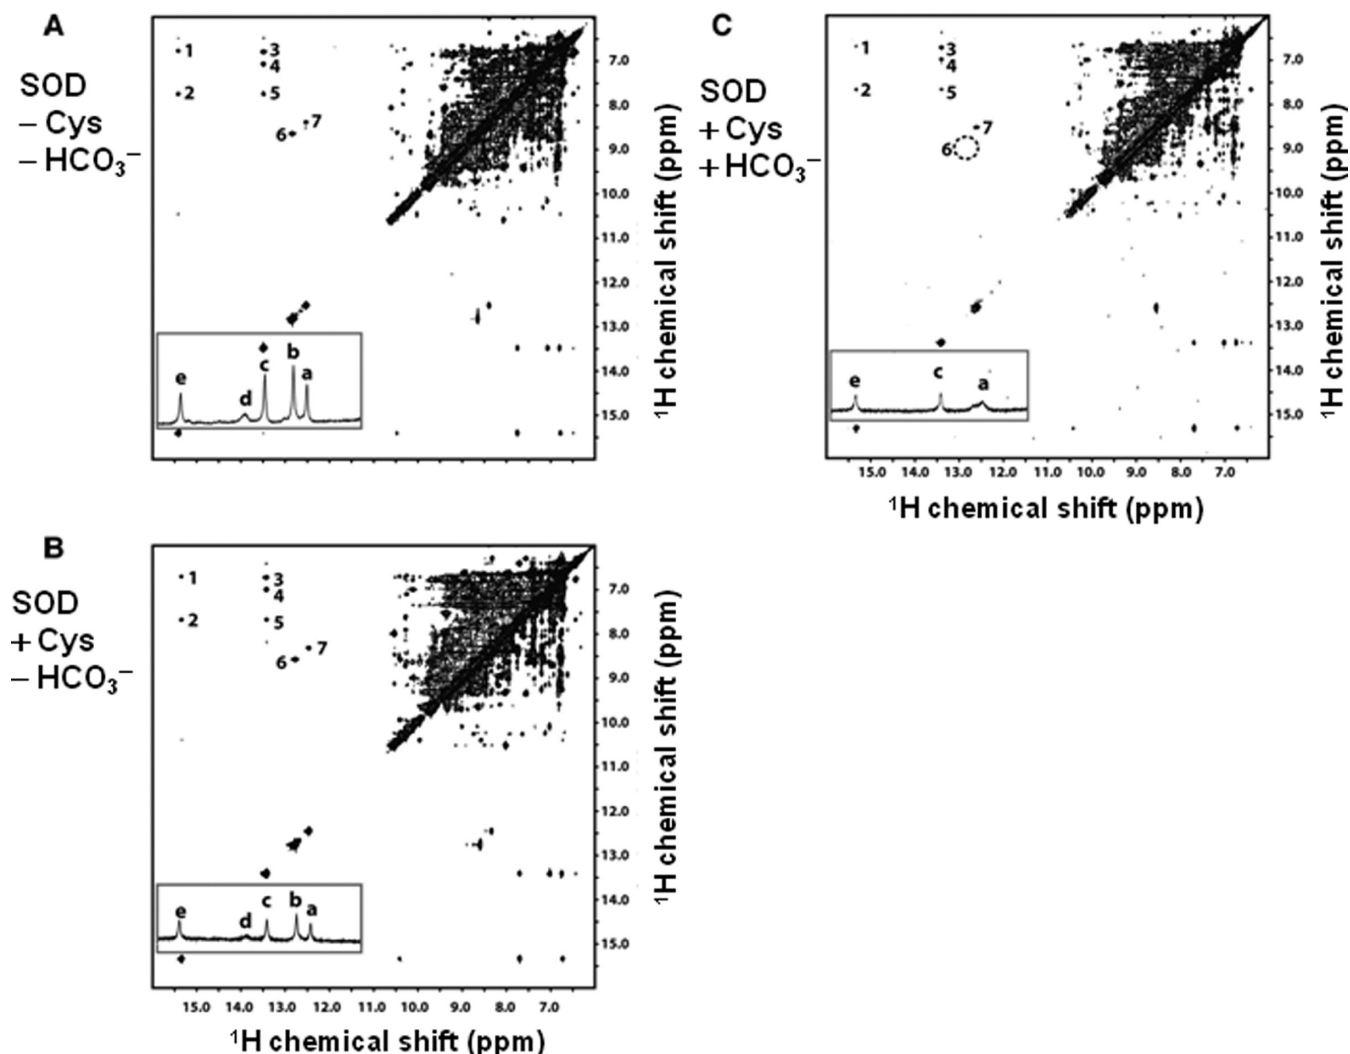 A
SOD
– Cys
– HCO₃⁻
1
2
3
4
5
6
7
7.0
8.0
9.0
10.0
11.0
12.0
13.0
14.0
15.0
¹H chemical shift (ppm)
e
d
c
b
a
C
SOD
+ Cys
+ HCO₃⁻
1
2
3
4
5
6
7
7.0
8.0
9.0
10.0
11.0
12.0
13.0
14.0
15.0
¹H chemical shift (ppm)
e
c
a
15.0 13.0 12.0 11.0 10.0 9.0 8.0 7.0
¹H chemical shift (ppm)
B
SOD
+ Cys
– HCO₃⁻
1
2
3
4
5
6
7
7.0
8.0
9.0
10.0
11.0
12.0
13.0
14.0
15.0
¹H chemical shift (ppm)
e
d
c
b
a
15.0 13.0 12.0 10.0 9.0 8.0 7.0
¹H chemical shift (ppm)